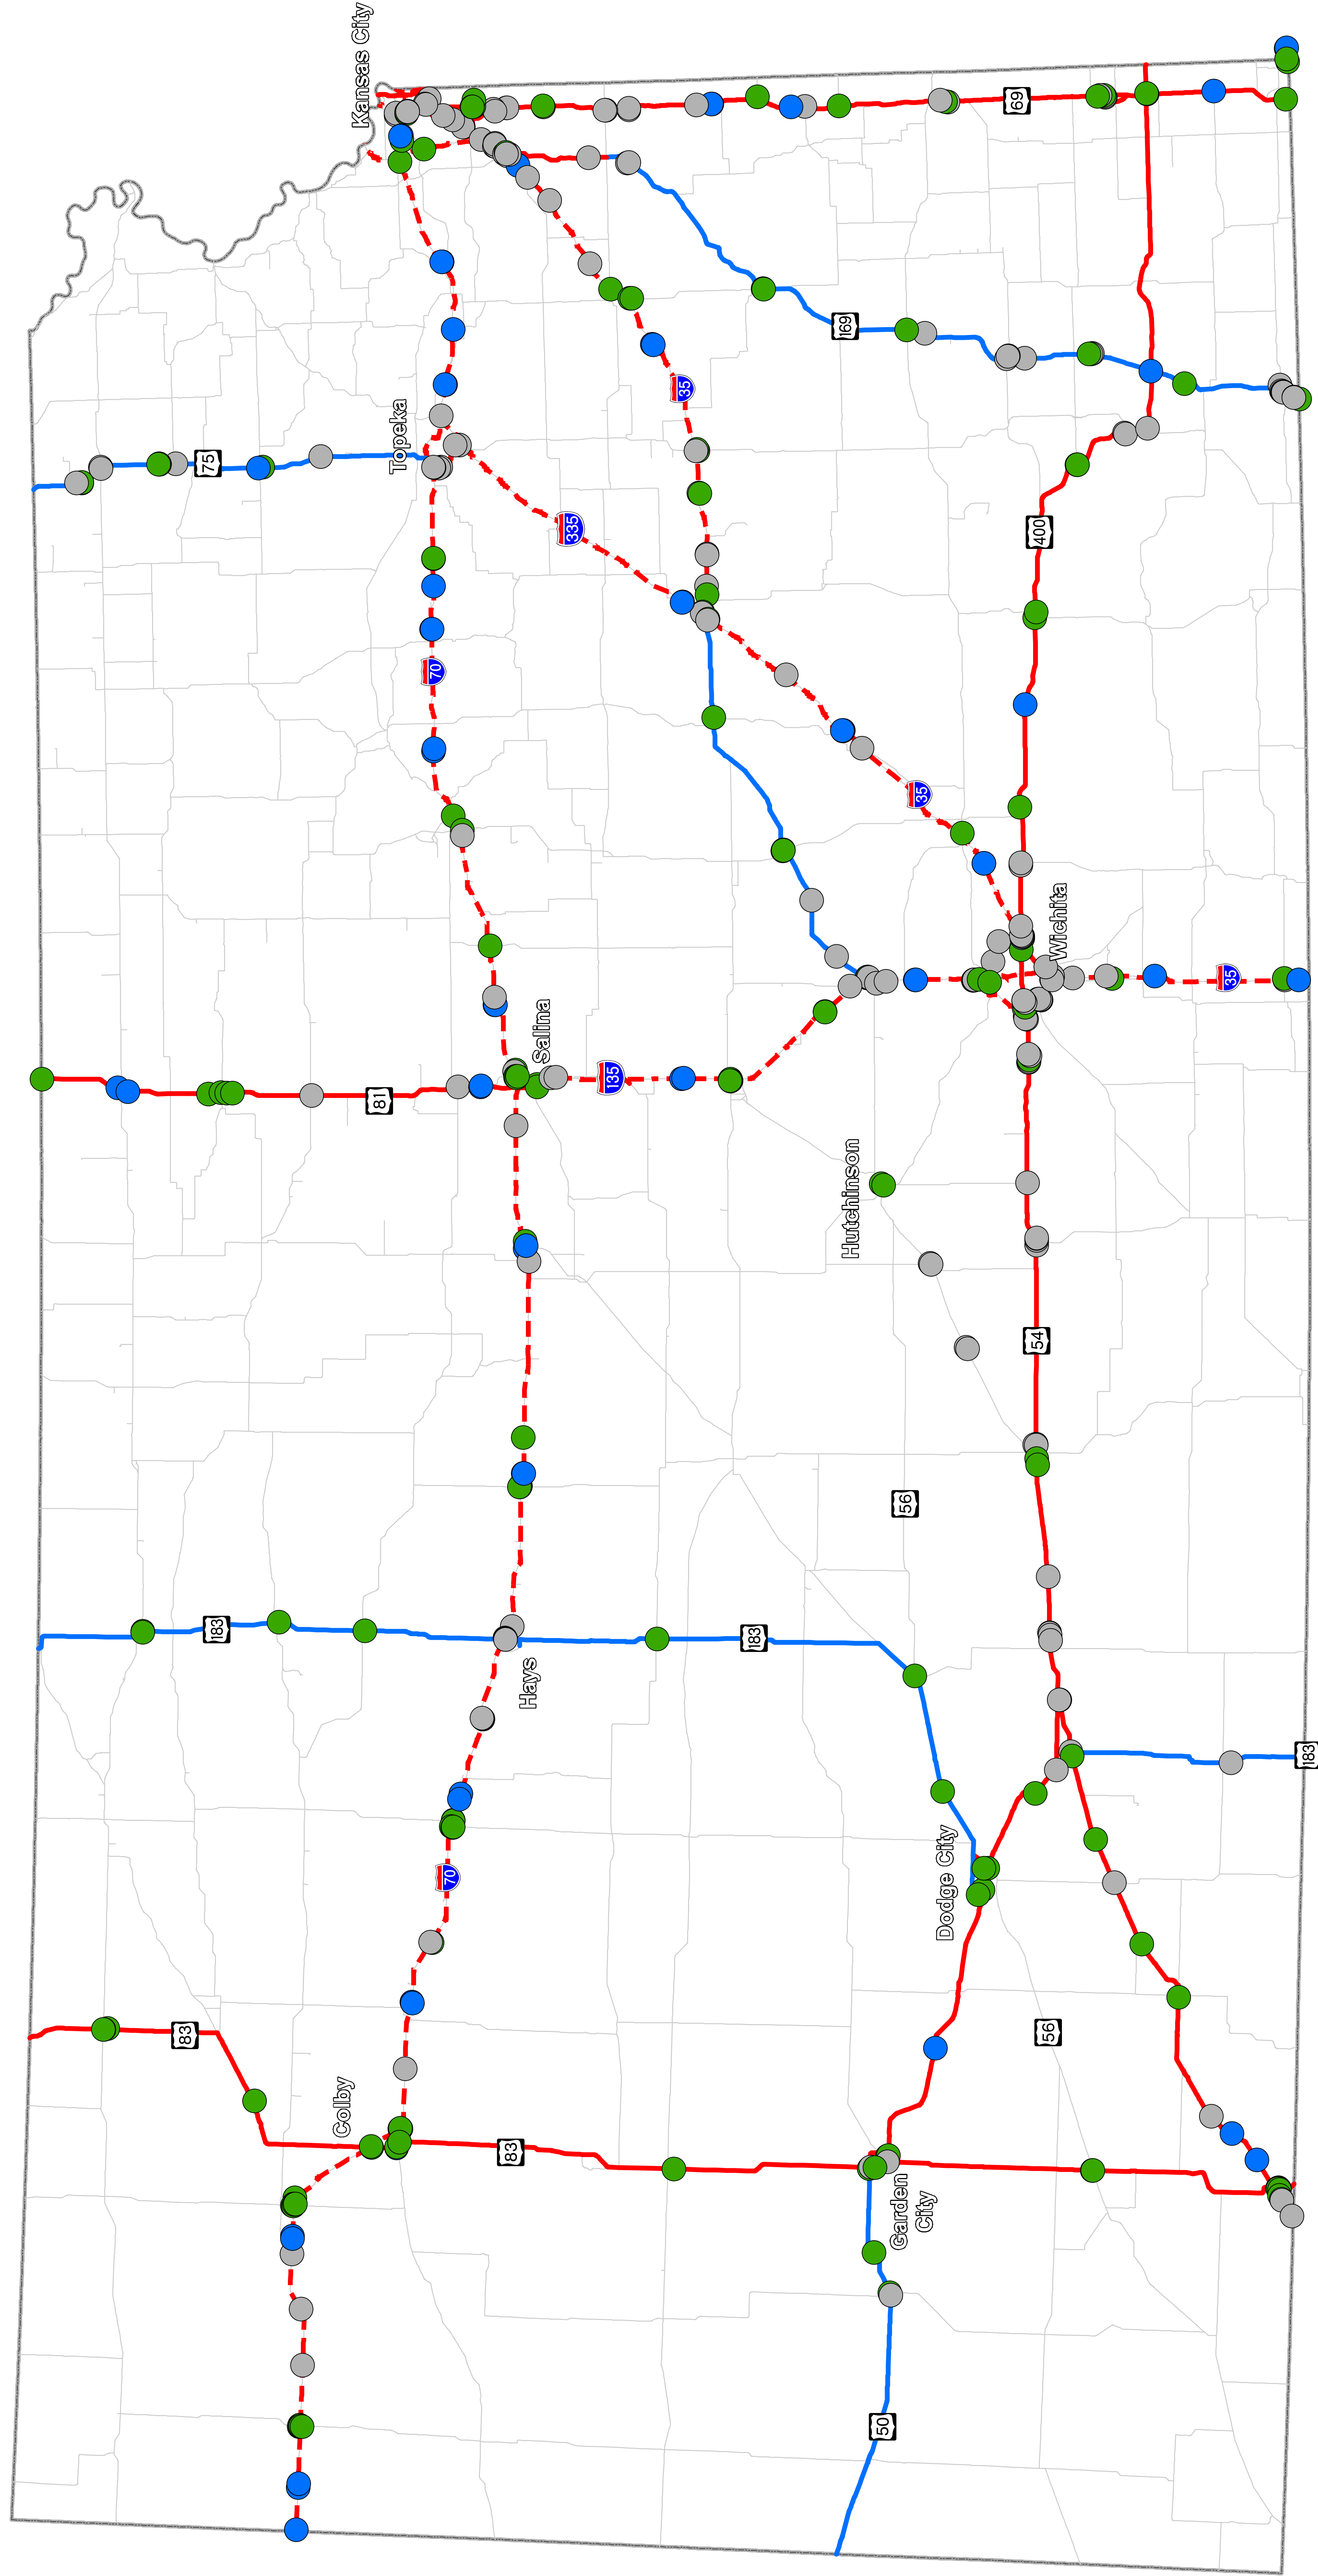 83
75
183
Colby
Kansas City
81
Topeka
70
70
83
Hays
Salina
335
135
35
183
169
Hutchinson
50
Garden
City
56
35
Dodge City
69
54
400
56
Wichita
35
183